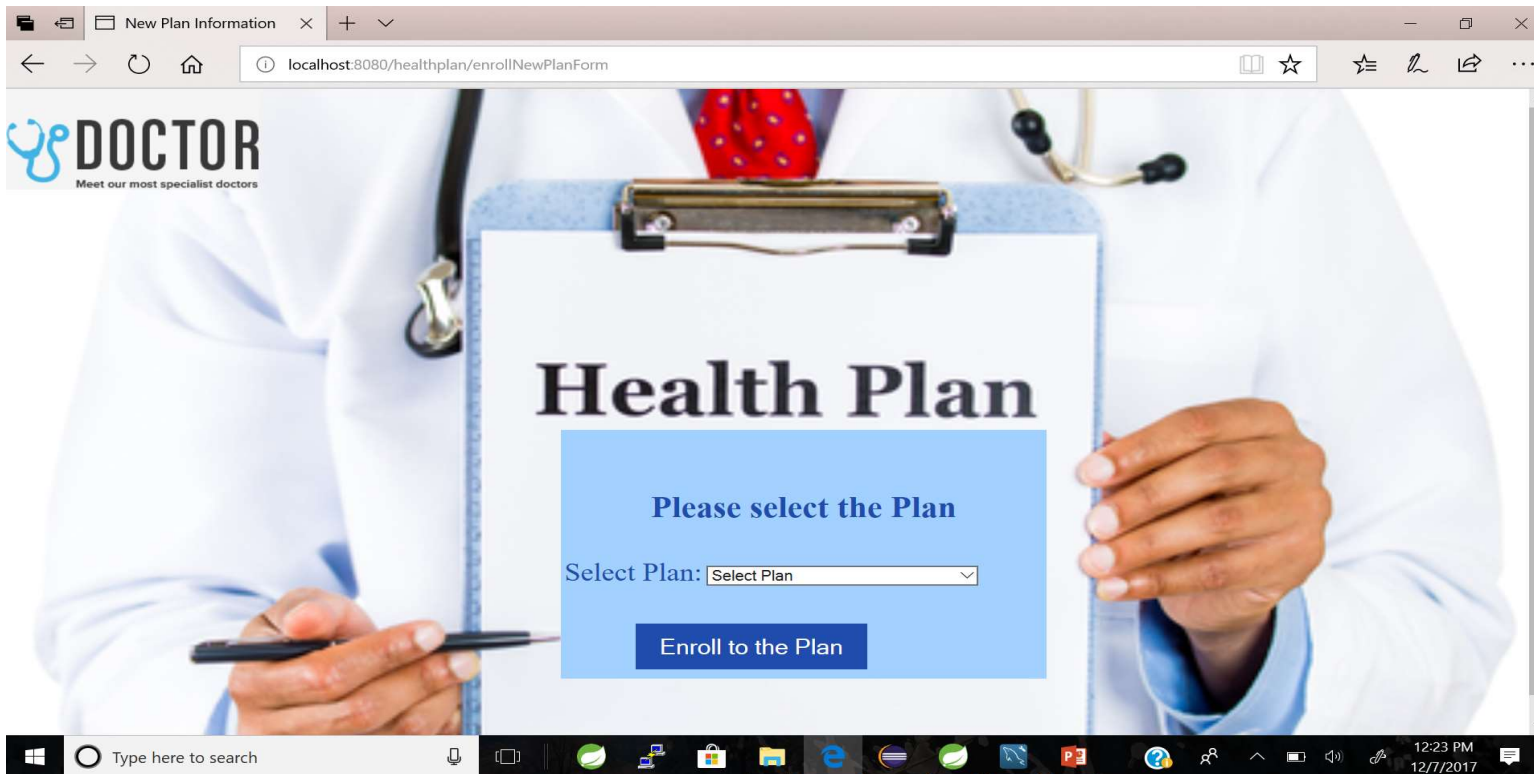 New Plan Information
localhost:8080/healthplan/enrollNewPlanForm
DOCTOR
Meet our most specialist doctors
Health Plan
Please select the Plan
Select Plan: Select Plan
Enroll to the Plan
Type here to search
12:23 PM
12/7/2017